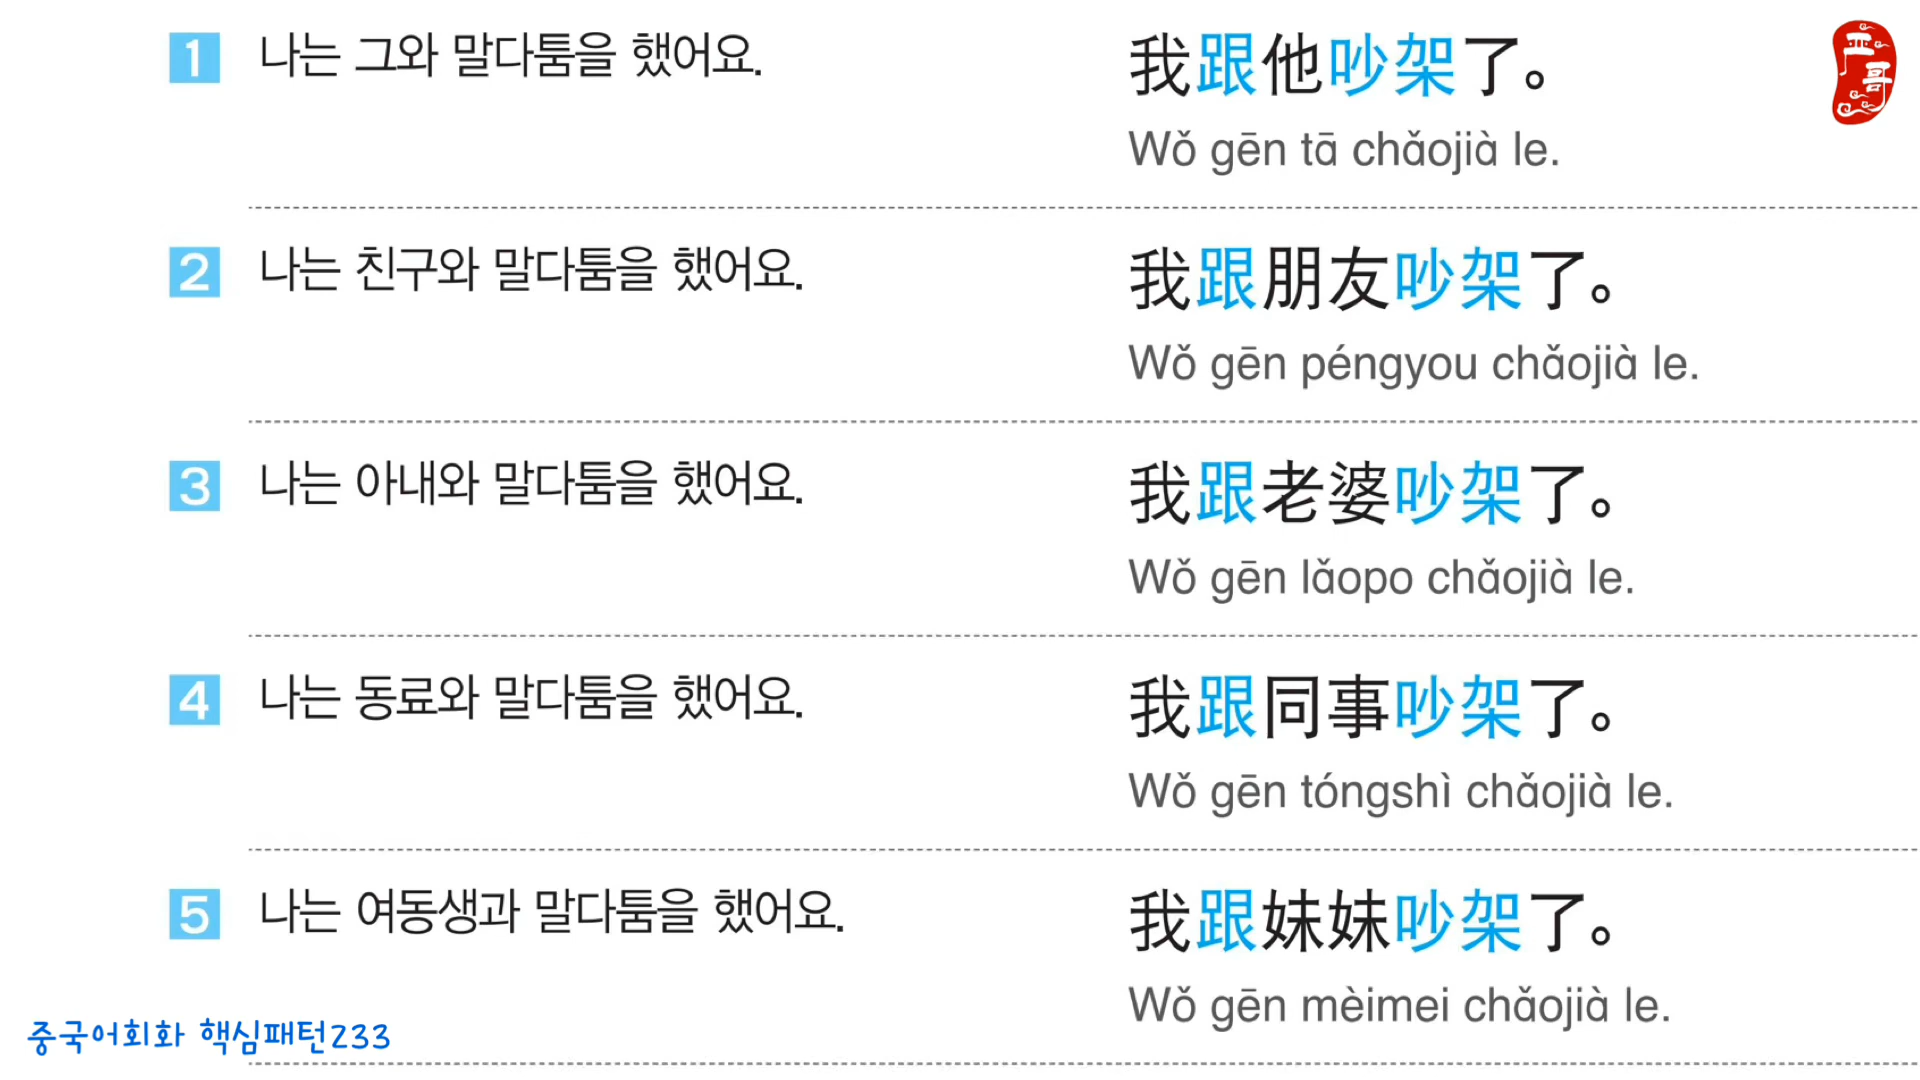 1 나는 그와 말다툼을 했어요.
我跟他吵架了。
Wǒ gēn tā chǎojià le.
2 나는 친구와 말다툼을 했어요.
我跟朋友吵架了。
Wǒ gēn péngyou chǎojià le.
3 나는 아내와 말다툼을 했어요.
我跟老婆吵架了。
Wǒ gēn lǎopo chǎojià le.
4 나는 동료와 말다툼을 했어요.
我跟同事吵架了。
Wǒ gēn tóngshì chǎojià le.
5 나는 여동생과 말다툼을 했어요.
我跟妹妹吵架了。
Wǒ gēn mèimei chǎojià le.
중국어회화 핵심패턴233